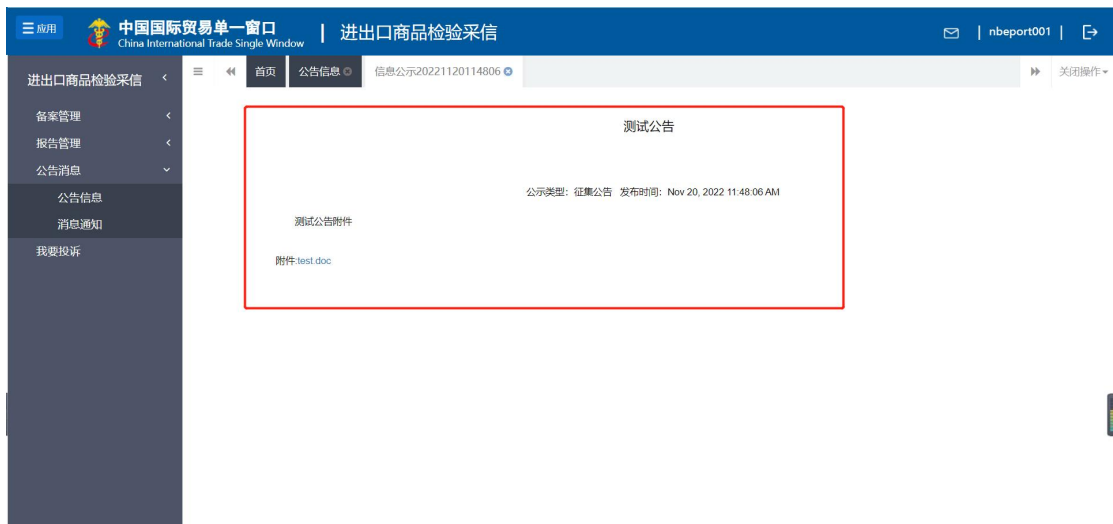 应用
中国国际贸易单一窗口
China International Trade Single Window
进出口商品检验采信
nbeport001
进出口商品检验采信
首页
公告信息
信息公示20221120114806
关闭操作
备案管理
报告管理
公告消息
公告信息
消息通知
我要投诉
测试公告
公示类型：征集公告 发布时间：Nov 20, 2022 11:48:06 AM
测试公告附件
附件:test.doc